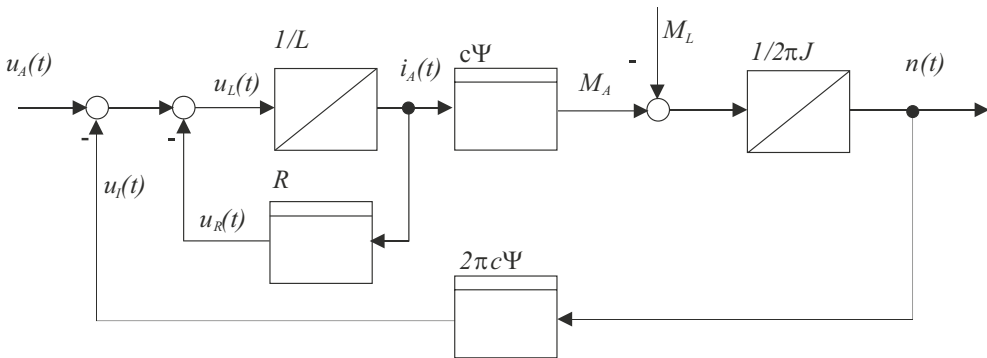 1/L
cΨ
M_L
1/2πJ
u_A(t)
u_L(t)
i_A(t)
M_A
n(t)
-
-
-
u_I(t)
R
u_R(t)
2πcΨ